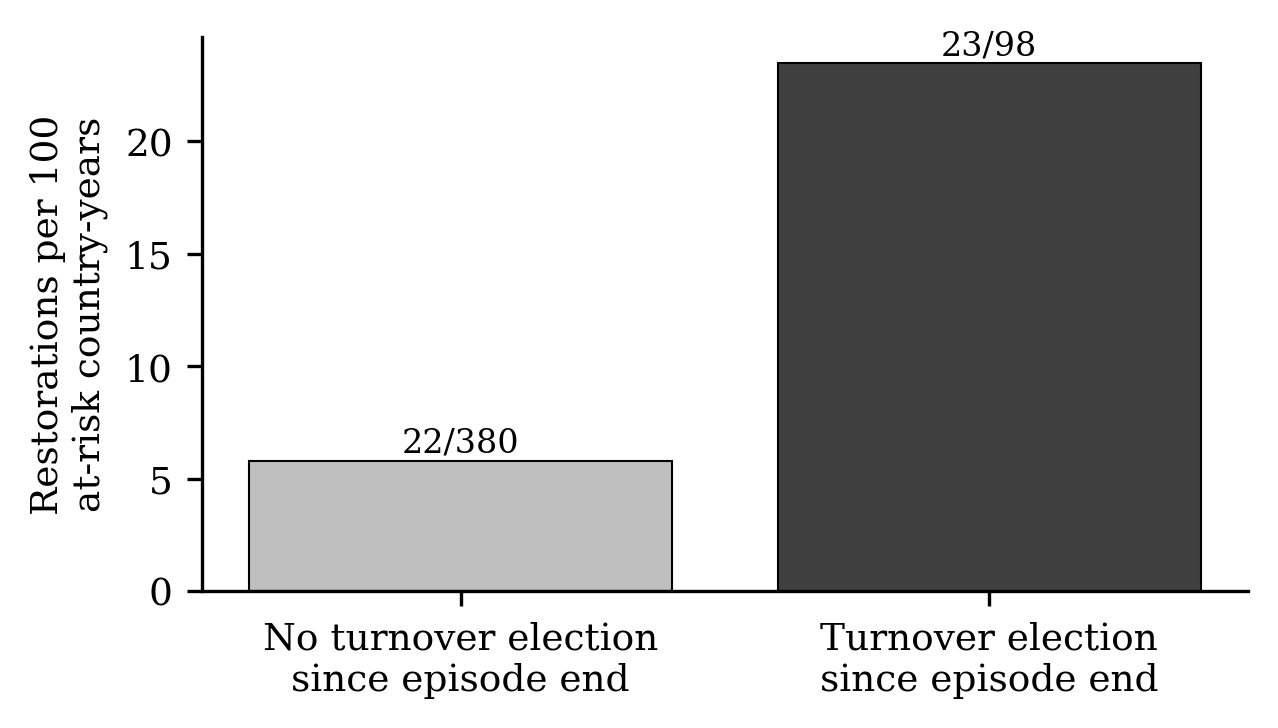 Restorations per 100
at-risk country-years
20
15
10
5
0
22/380
23/98
No turnover election
since episode end
Turnover election
since episode end